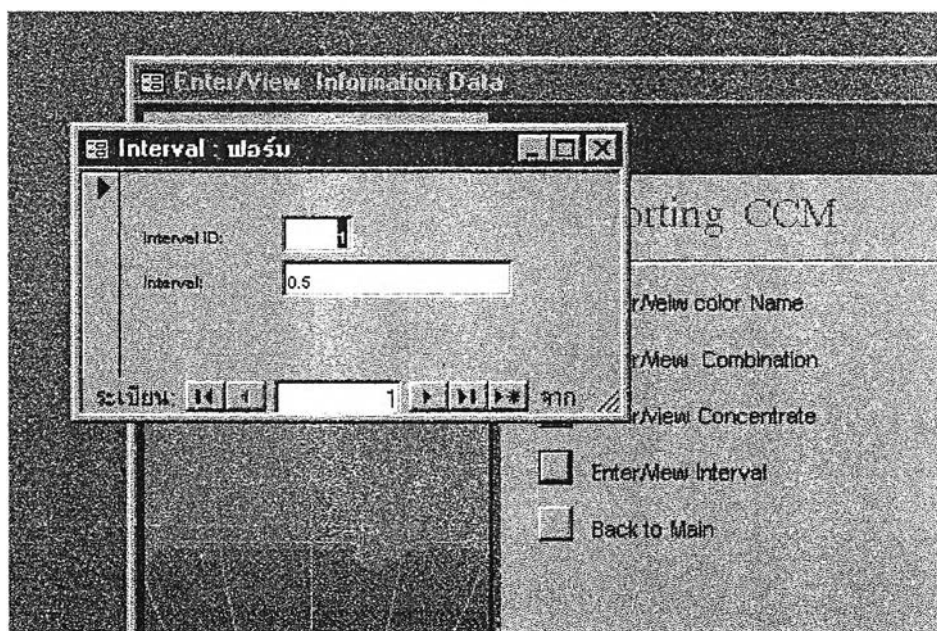 Enter/View Information Data
Interval : ฟอร์ม
orting CCM
Interval ID: 1
Interval: 0.5
r/Veiw color Name
r/View Combination
er/View Concentrate
Enter/View Interval
Back to Main
ระเบียน: 1 จาก